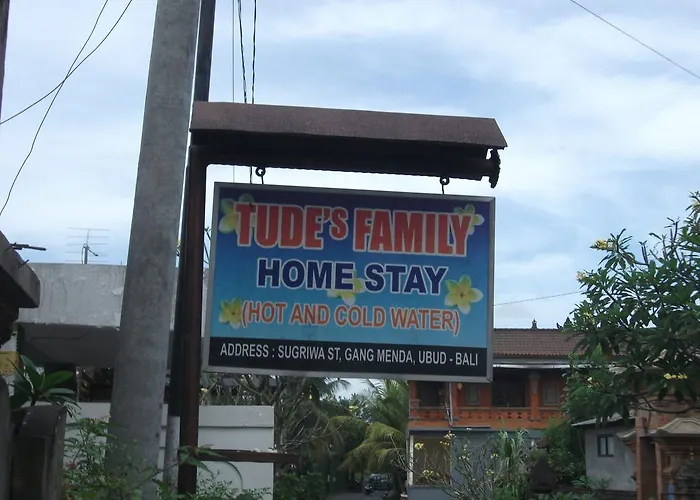 TUDE's FAMILY
HOME STAY
(HOT AND COLD WATER)
ADDRESS : SUGRIWA ST, GANG MENDA, UBUD - BALI